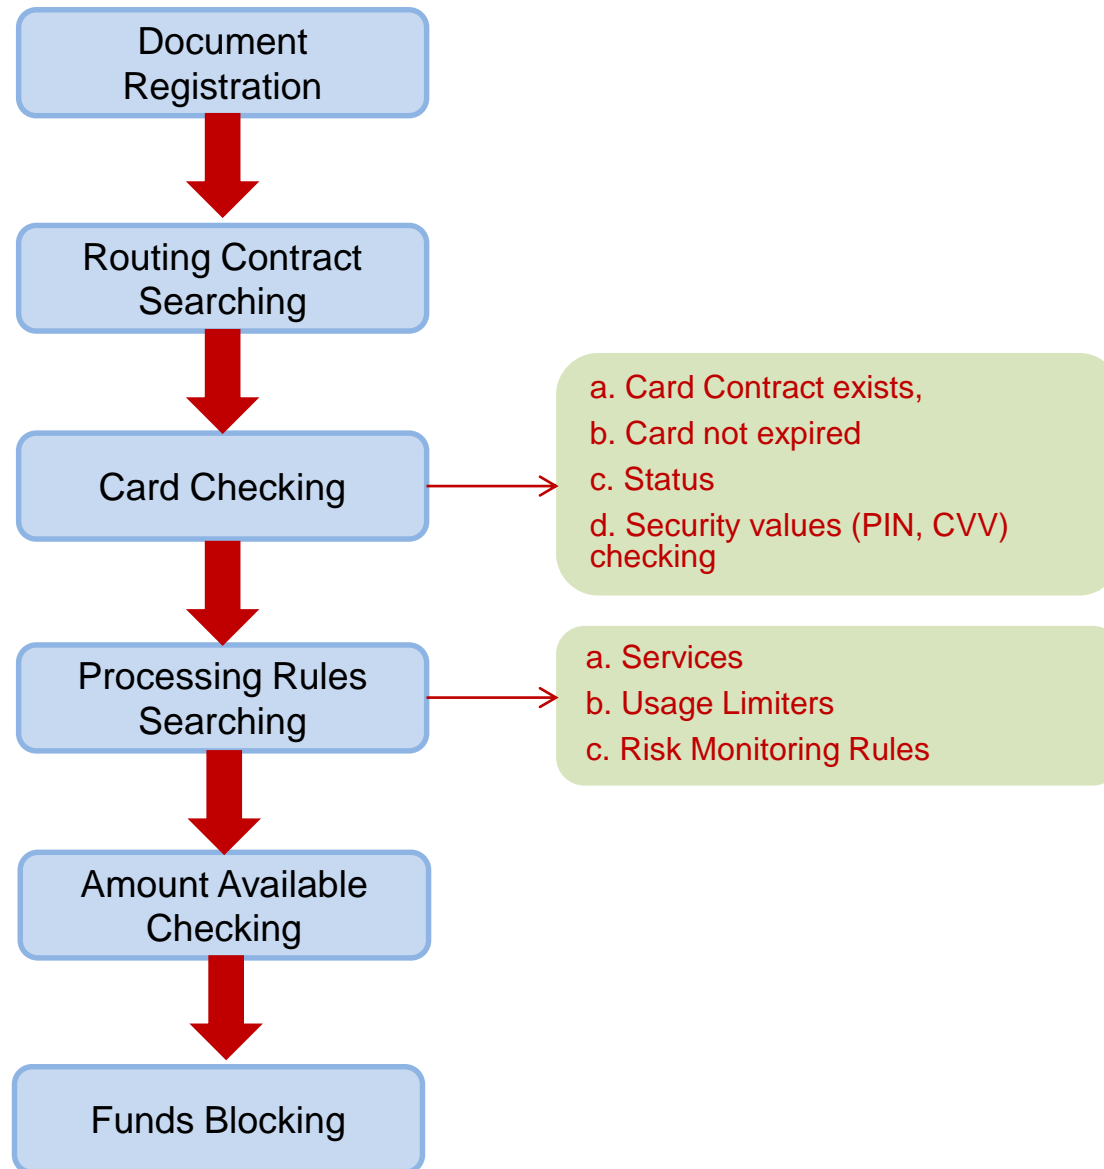 Document
Registration
Routing Contract
Searching
Card Checking
a. Card Contract exists,
b. Card not expired
c. Status
d. Security values (PIN, CVV)
checking
Processing Rules
Searching
a. Services
b. Usage Limiters
c. Risk Monitoring Rules
Amount Available
Checking
Funds Blocking